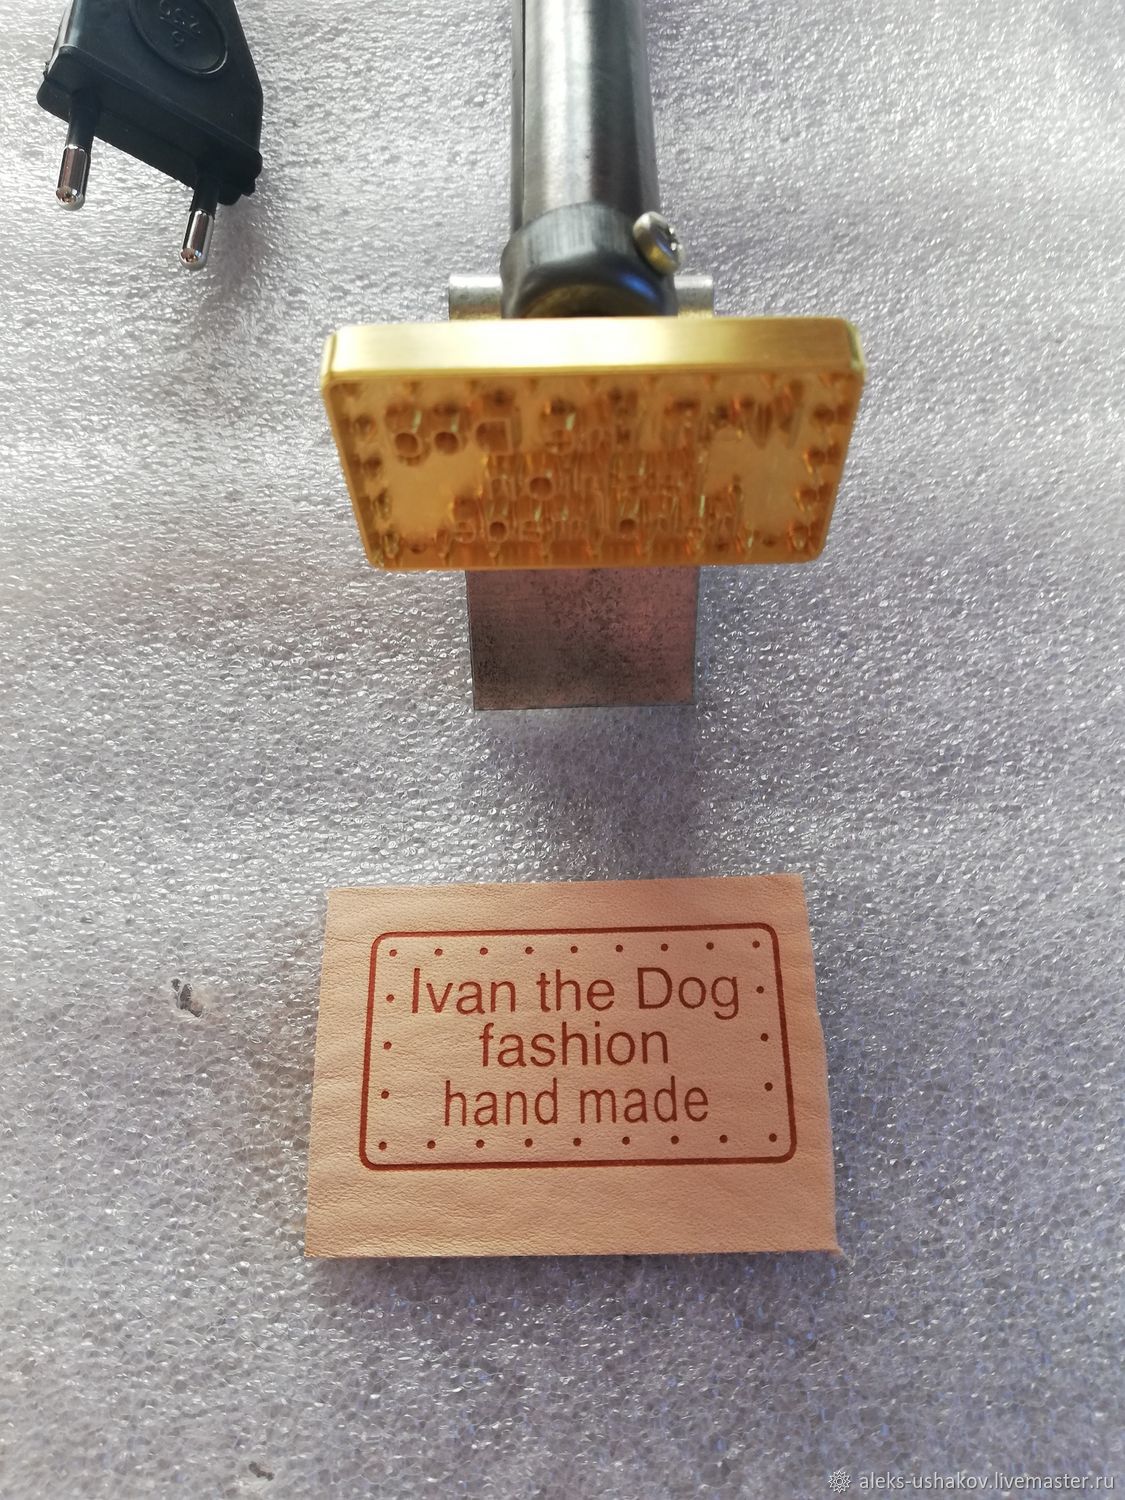 Ivan the Dog
fashion
hand made
aleks-ushakov.livemaster.ru